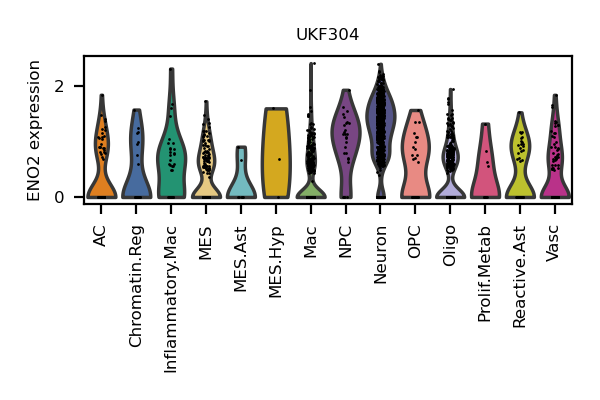 UKF304
ENO2 expression
2
0
AC
Chromatin.Reg
Inflammatory.Mac
MES
MES.Ast
MES.Hyp
Mac
NPC
Neuron
OPC
Oligo
Prolif.Metab
Reactive.Ast
Vasc